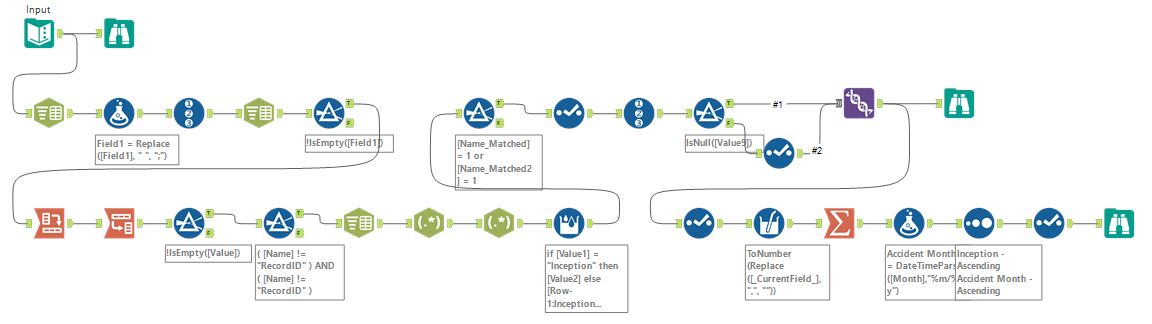 Input
Field1 = Replace
([Field1], " ", ";")
!IsEmpty([Field1])
[Name_Matched]
= 1 or
[Name_Matched2
] = 1
#1
IsNull([Value9])
#2
!IsEmpty([Value])
( [Name] !=
"RecordID" ) AND
( [Name] !=
"RecordID" )
if [Value1] =
"Inception" then
[Value2] else
[Row-
1:Inception...
ToNumber
(Replace
([_CurrentField_],
",", ""))
Accident Month
= DateTimePars
([Month],"%m/%
y")
Inception -
Ascending
Accident Month -
Ascending